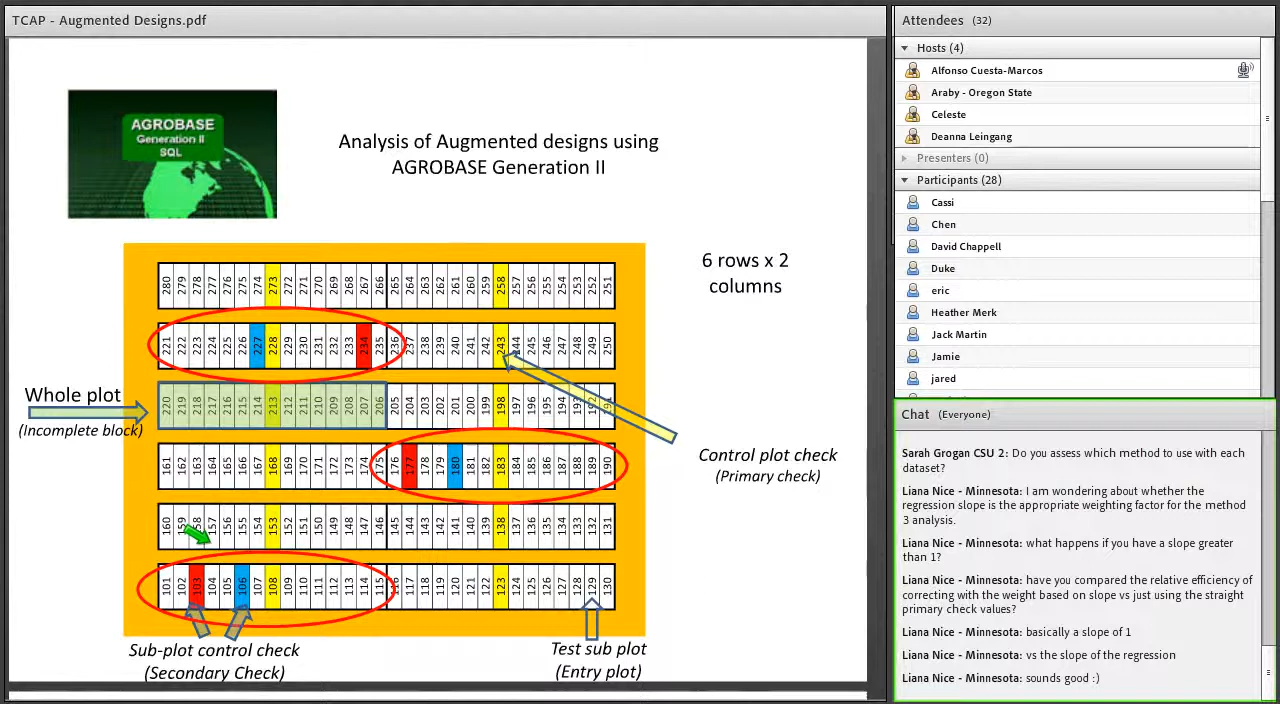 TCAP - Augmented Designs.pdf
AGROBASE
Generation II
SQL
Analysis of Augmented designs using
AGROBASE Generation II
6 rows x 2
columns
280 279 278 277 276 275 274 273 272 271 270 269 268 267 266 265 264 263 262 261 260 259 258 257 256 255 254 253 252 251
221 222 223 224 225 226 227 228 229 230 231 232 233 234 235 236 237 238 239 240 241 242 243 244 245 246 247 248 249 250
220 219 218 217 216 215 214 213 212 211 210 209 208 207 206 205 204 203 202 201 200 199 198 197 196 195 194 193 192 191
161 162 163 164 165 166 167 168 169 170 171 172 173 174 175 176 177 178 179 180 181 182 183 184 185 186 187 188 189 190
160 159 158 157 156 155 154 153 152 151 150 149 148 147 146 145 144 143 142 141 140 139 138 137 136 135 134 133 132 131
101 102 103 104 105 106 107 108 109 110 111 112 113 114 115 116 117 118 119 120 121 122 123 124 125 126 127 128 129 130
Whole plot
(Incomplete block)
Control plot check
(Primary check)
Sub-plot control check
(Secondary Check)
Test sub plot
(Entry plot)
Attendees (32)
Hosts (4)
Alfonso Cuesta-Marcos
Araby - Oregon State
Celeste
Deanna Leingang
Presenters (0)
Participants (28)
Cassi
Chen
David Chappell
Duke
eric
Heather Merk
Jack Martin
Jamie
jared
Chat (Everyone)
Sarah Grogan CSU 2: Do you assess which method to use with each
dataset?
Liana Nice - Minnesota: I am wondering about whether the
regression slope is the appropriate weighting factor for the method
3 analysis.
Liana Nice - Minnesota: what happens if you have a slope greater
than 1?
Liana Nice - Minnesota: have you compared the relative efficiency of
correcting with the weight based on slope vs just using the straight
primary check values?
Liana Nice - Minnesota: basically a slope of 1
Liana Nice - Minnesota: vs the slope of the regression
Liana Nice - Minnesota: sounds good :)